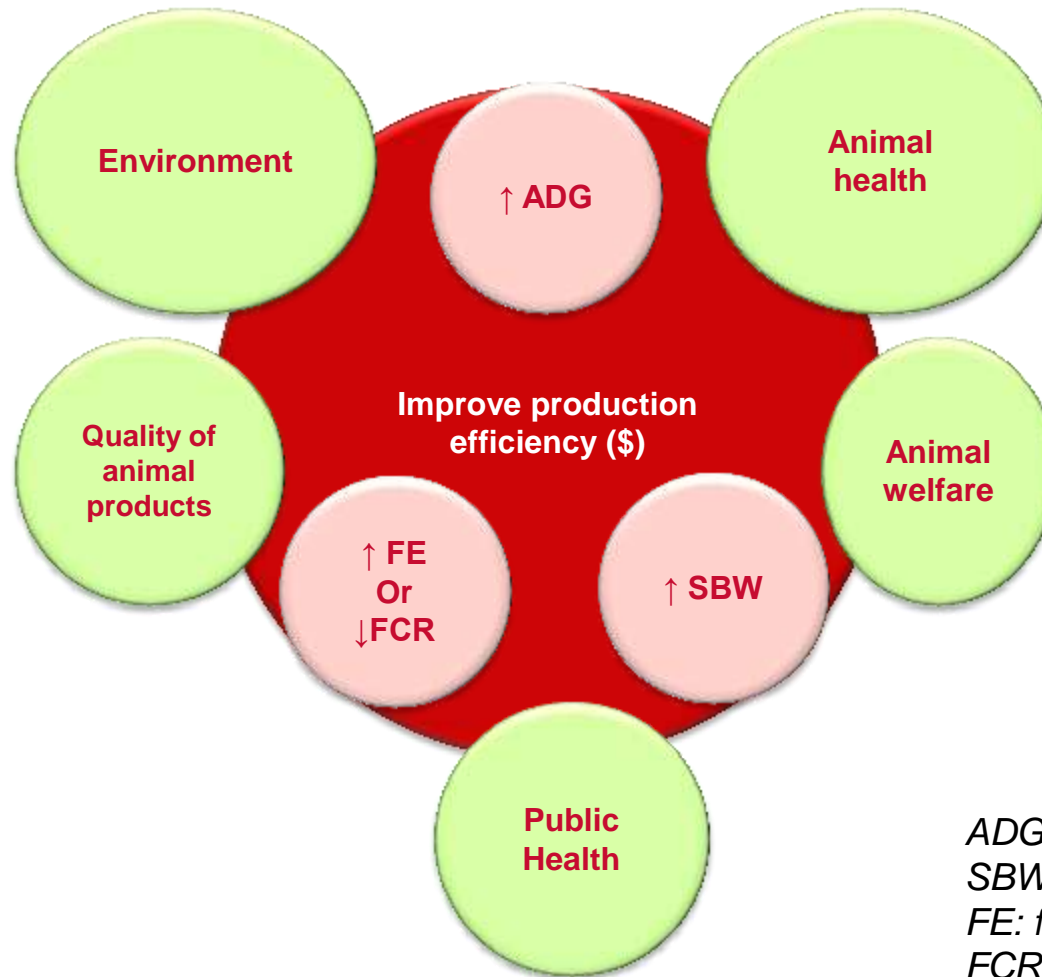 Environment
Animal
health
↑ ADG
Improve production
efficiency ($)
Quality of
animal
products
Animal
welfare
↑ FE
Or
↓FCR
↑ SBW
Public
Health
ADG
SBW
FE:
FCR